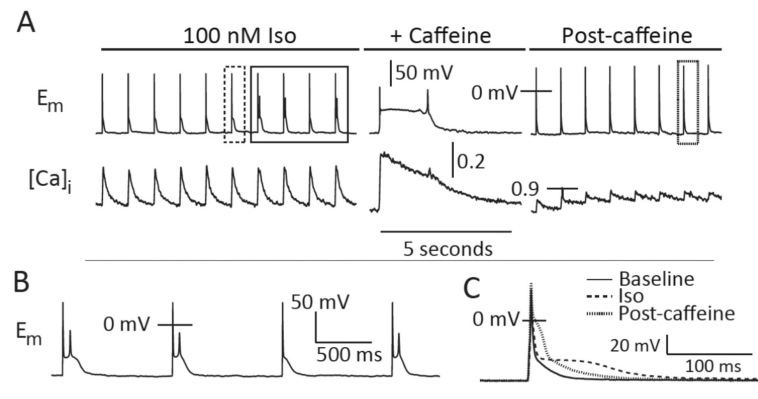 A
100 nM Iso + Caffeine Post-caffeine
50 mV
0 mV
Em
[Ca]i
0.2
0.9
5 seconds
B
50 mV
0 mV
Em
500 ms
C
Baseline
Iso
Post-caffeine
0 mV
20 mV
100 ms